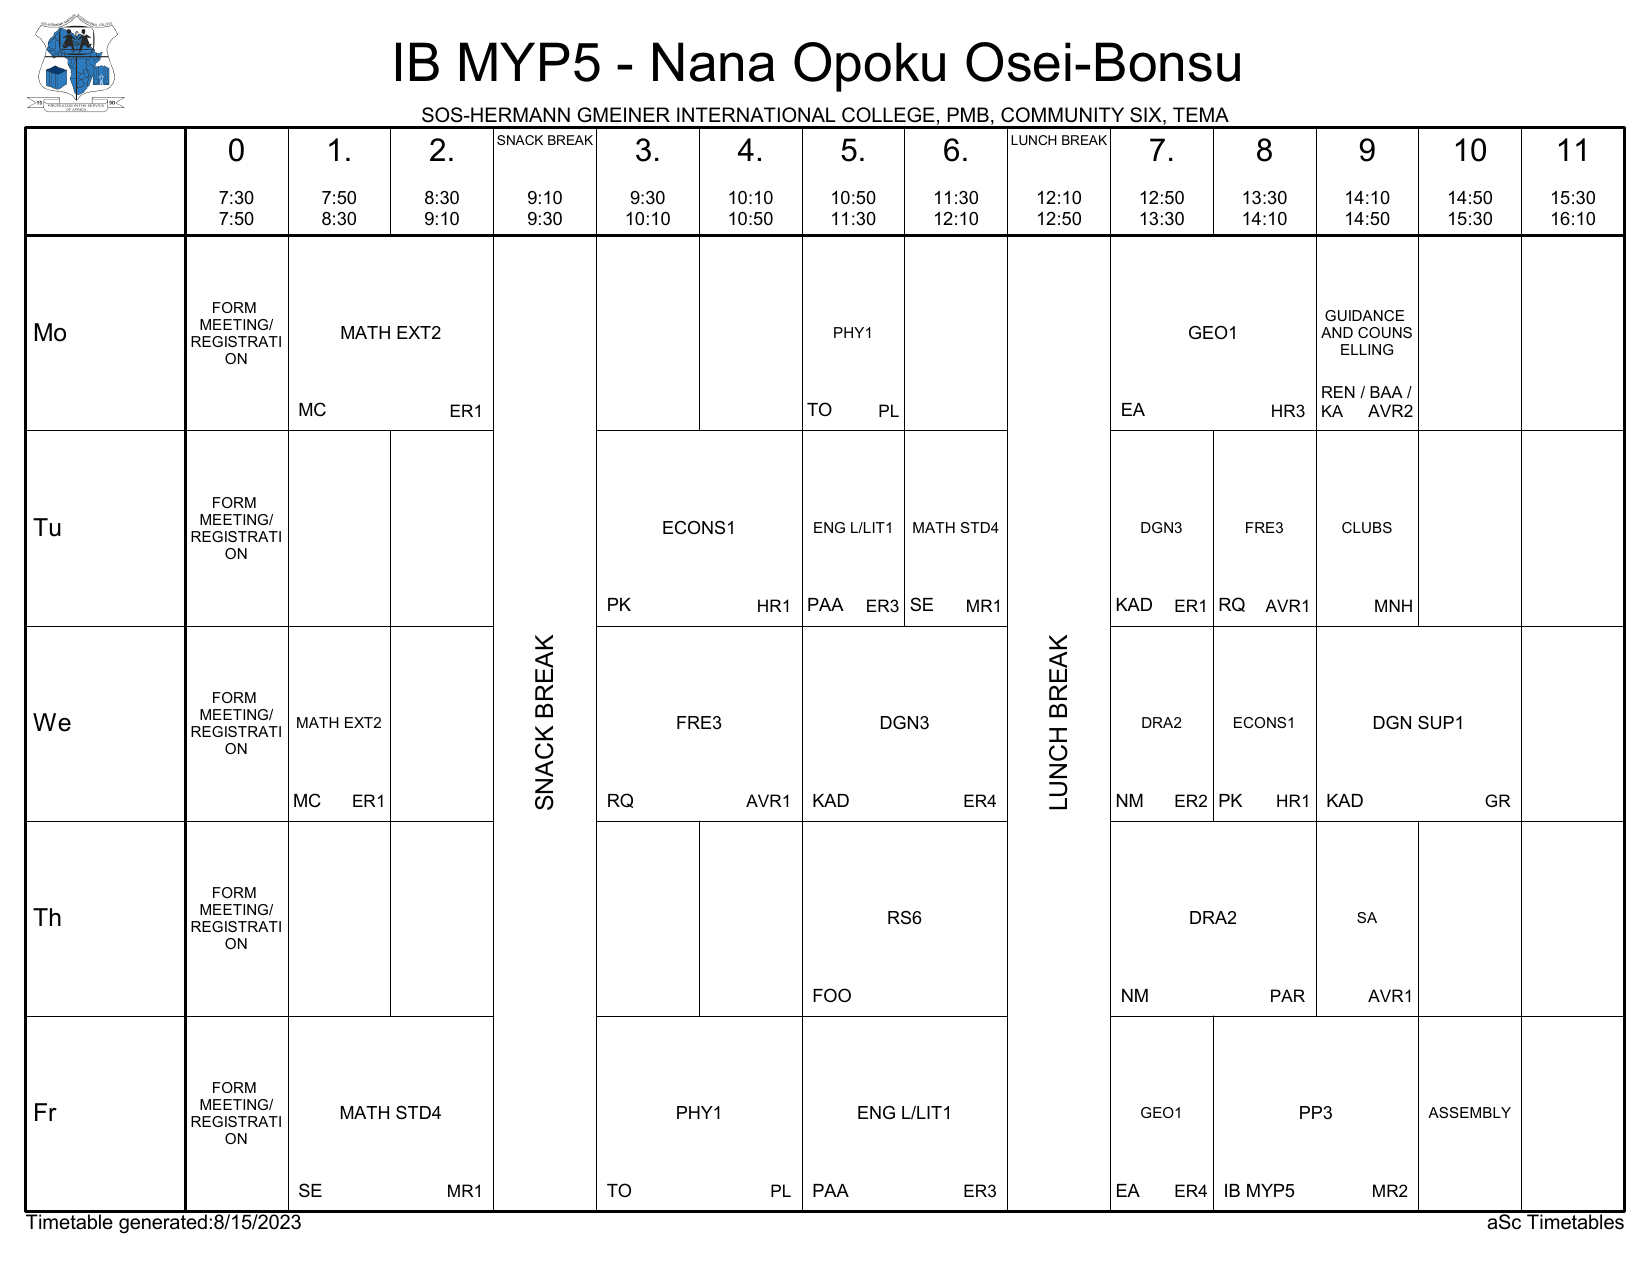 IB MYP5 - Nana Opoku Osei-Bonsu
SOS-HERMANN GMEINER INTERNATIONAL COLLEGE, PMB, COMMUNITY SIX, TEMA
KNOWLEDGE IN THE SERVICE
OF AFRICA
19 90
0 1. 2. SNACK BREAK 3. 4. 5. 6. LUNCH BREAK 7. 8 9 10 11
7:30 7:50 8:30 9:10 9:30 10:10 10:50 11:30 12:10 12:50 13:30 14:10 14:50 15:30
7:50 8:30 9:10 9:30 10:10 10:50 11:30 12:10 12:50 13:30 14:10 14:50 15:30 16:10
SNACK BREAK
LUNCH BREAK
Mo
FORM
MEETING/
REGISTRATI
ON
MATH EXT2
MC ER1
PHY1
TO PL
GEO1
EA HR3
GUIDANCE
AND COUNS
ELLING
REN / BAA /
KA AVR2
Tu
FORM
MEETING/
REGISTRATI
ON
ECONS1
PK HR1
ENG L/LIT1
PAA ER3
MATH STD4
SE MR1
DGN3
KAD ER1
FRE3
RQ AVR1
CLUBS
MNH
We
FORM
MEETING/
REGISTRATI
ON
MATH EXT2
MC ER1
FRE3
RQ AVR1
DGN3
KAD ER4
DRA2
NM ER2
ECONS1
PK HR1
DGN SUP1
KAD GR
Th
FORM
MEETING/
REGISTRATI
ON
RS6
FOO
DRA2
NM PAR
SA
AVR1
Fr
FORM
MEETING/
REGISTRATI
ON
MATH STD4
SE MR1
PHY1
TO PL
ENG L/LIT1
PAA ER3
GEO1
EA ER4
PP3
IB MYP5 MR2
ASSEMBLY
Timetable generated:8/15/2023
aSc Timetables